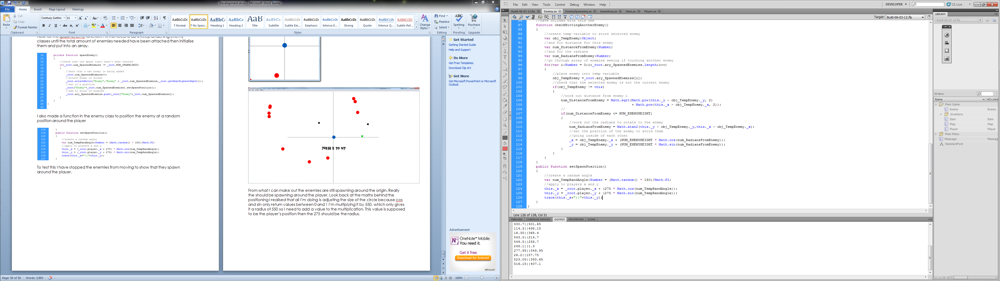 Development.docx - Microsoft Word Starter
File Home Insert Page Layout Mailings
Cut
Copy
Format Painter
Paste
Clipboard
Century Gothic 11
Font
Paragraph
AaBbCcDc AaBbCcDc AaBbC AaBbCc AaB AaBbCc. AaBbCcDc AaBbCcDc AaBbCcDc AaBbCcDc AaBbCcDc AaBbCcDc AABBCCDC
¶ Normal ¶ No Spaci... Heading 1 Heading 2 Title Subtitle Subtle Em... Emphasis Intense E... Strong Quote Intense Q... Subtle Ref...
Styles
Change Styles
Find
Replace
Select
Editing
Spelling
Proofing
Purchase
Upgrade
classes until the total amount of enemies needed have been attached then initialise
them and put into an array.
14 private function spawnEnemy()
15 {
16 //check that the spawn limit hasn't been reached
17 if(_root.num_SpawnedEnemies != _root.NUM_SPAWNLIMIT)
18 {
19 //show that a new enemy is being added
20 _root.num_SpawnedEnemies++;
21 //attach enemy to screen
22 _root.attachMovie("Enemy","Enemy" + _root.num_SpawnedEnemies,_root.getNextHighestDepth());
23 //set it's position
24 _root["Enemy"+_root.num_SpawnedEnemies].setSpawnPosition();
25 //add to array of enemies
26 _root.ary_SpawnedEnemies.push(_root["Enemy"+_root.num_SpawnedEnemies]);
27 }
28 }
29 }
30
I also made a function in the enemy class to position the enemy at a random
position around the player
118 }
119 public function setSpawnPosition()
120 {
121 //create a random angle
122 var num_TempRandAngle:Number = (Math.random() * 180)/Math.PI;
123 //apply to players x and y
124 this._x = (_root.player._x + 275) * Math.cos(num_TempRandAngle);
125 this._y = (_root.player._y + 275) * Math.sin(num_TempRandAngle);
126 trace(this._x+"||"+this._y);
127 }
To test this I have stopped the enemies from moving to show that they spawn
around the player.
PRESS E TO INT
From what I can make out the enemies are still spawning around the origin. Really
the should be spawning around the player. Look back at the maths behind the
positioning I realised that all I'm doing is adjusting the size of the circle because cos
and sin only return values between 0 and 1 I'm multiplying it by 550, which only gives
it a radius of 550 so I need to add a value to the multiplication. This value is supposed
to be the player's position then the 275 should be the radius.
Get Started
Getting Started Guide
Help and Support
Do More
Get Free Templates
Download Clip Art
Get More
Get Microsoft PowerPoint or Microsoft
Outlook
Advertisement
OneNote™ Mobile.
You need it.
Get it free.
Download for Android
Microsoft
Page: 50 of 50 Words: 3,903
100%
Fl File Edit View Tools Control Debug Window Help
DEVELOPER
CS Live
Build-06-03-12.fla Enemy.as EnemySpawning.as Inventory.as Item.as Player.as
Target: Build-06-03-12.fla
86 //have collided with this one
87 function checkHittingAnotherEnemy()
88 {
89 //create temp variable to store selected enemy
90 var obj_TempEnemy:Object;
91 //and for distance for this enemy
92 var num_DistanceFromEnemy:Number;
93 //and for the radians
94 var num_RadiansFromEnemy:Number;
95 //go through array of enemies seeing if touching another enemy
96 for(var i:Number = 0;i<_root.ary_SpawnedEnemies.length;i++)
97 {
98 //place enemy into temp variable
99 obj_TempEnemy =_root.ary_SpawnedEnemies[i];
100 //check that the selected enemy is not the current enemy
101 if(obj_TempEnemy != this)
102 {
103 //work out distance from enemy i
104 num_DistanceFromEnemy = Math.sqrt(Math.pow(this._y - obj_TempEnemy._y, 2)
105 + Math.pow(this._x - obj_TempEnemy._x, 2));
106 //
107 if(num_DistanceFromEnemy <= NUM_ENEMYHEIGHT)
108 {
109 //work out the radians to rotate to the enemy
110 num_RadiansFromEnemy = Math.atan2(this._y - obj_TempEnemy._y,this._x - obj_TempEnemy._x);
111 //set the position of the enemy to avoid them
112 //going inside of each other
113 _x = obj_TempEnemy._x + (NUM_ENEMYHEIGHT * Math.cos(num_RadiansFromEnemy));
114 _y = obj_TempEnemy._y + (NUM_ENEMYHEIGHT * Math.sin(num_RadiansFromEnemy));
115 }
116 }
117 }
118 }
119 public function setSpawnPosition()
120 {
121 //create a random angle
122 var num_TempRandAngle:Number = (Math.random() * 180)/Math.PI;
123 //apply to players x and y
124 this._x = _root.player._x + (275 * Math.cos(num_TempRandAngle));
125 this._y = _root.player._y + (275 * Math.sin(num_TempRandAngle));
126 trace(this._x+"||"+this._y);
127 }
128 }
Line 126 of 128, Col 31
TIMELINE COMPILER ERRORS OUTPUT PROPERTIES SCENE
430.7||501.65
114.3||498.15
16.35||368.4
543.3||214.7
549.5||258.7
248.1||1.3
277.95||549.95
26.2||157.75
523.05||393.65
516.15||407.1
LIBRARY
Build-06-03-12.fla
69 items
Name AS Linka
Main Game
Enemy Enemy
Inventory
Item Item
Map Map
Player Player
Main Menu
Message Messag
StandardFont